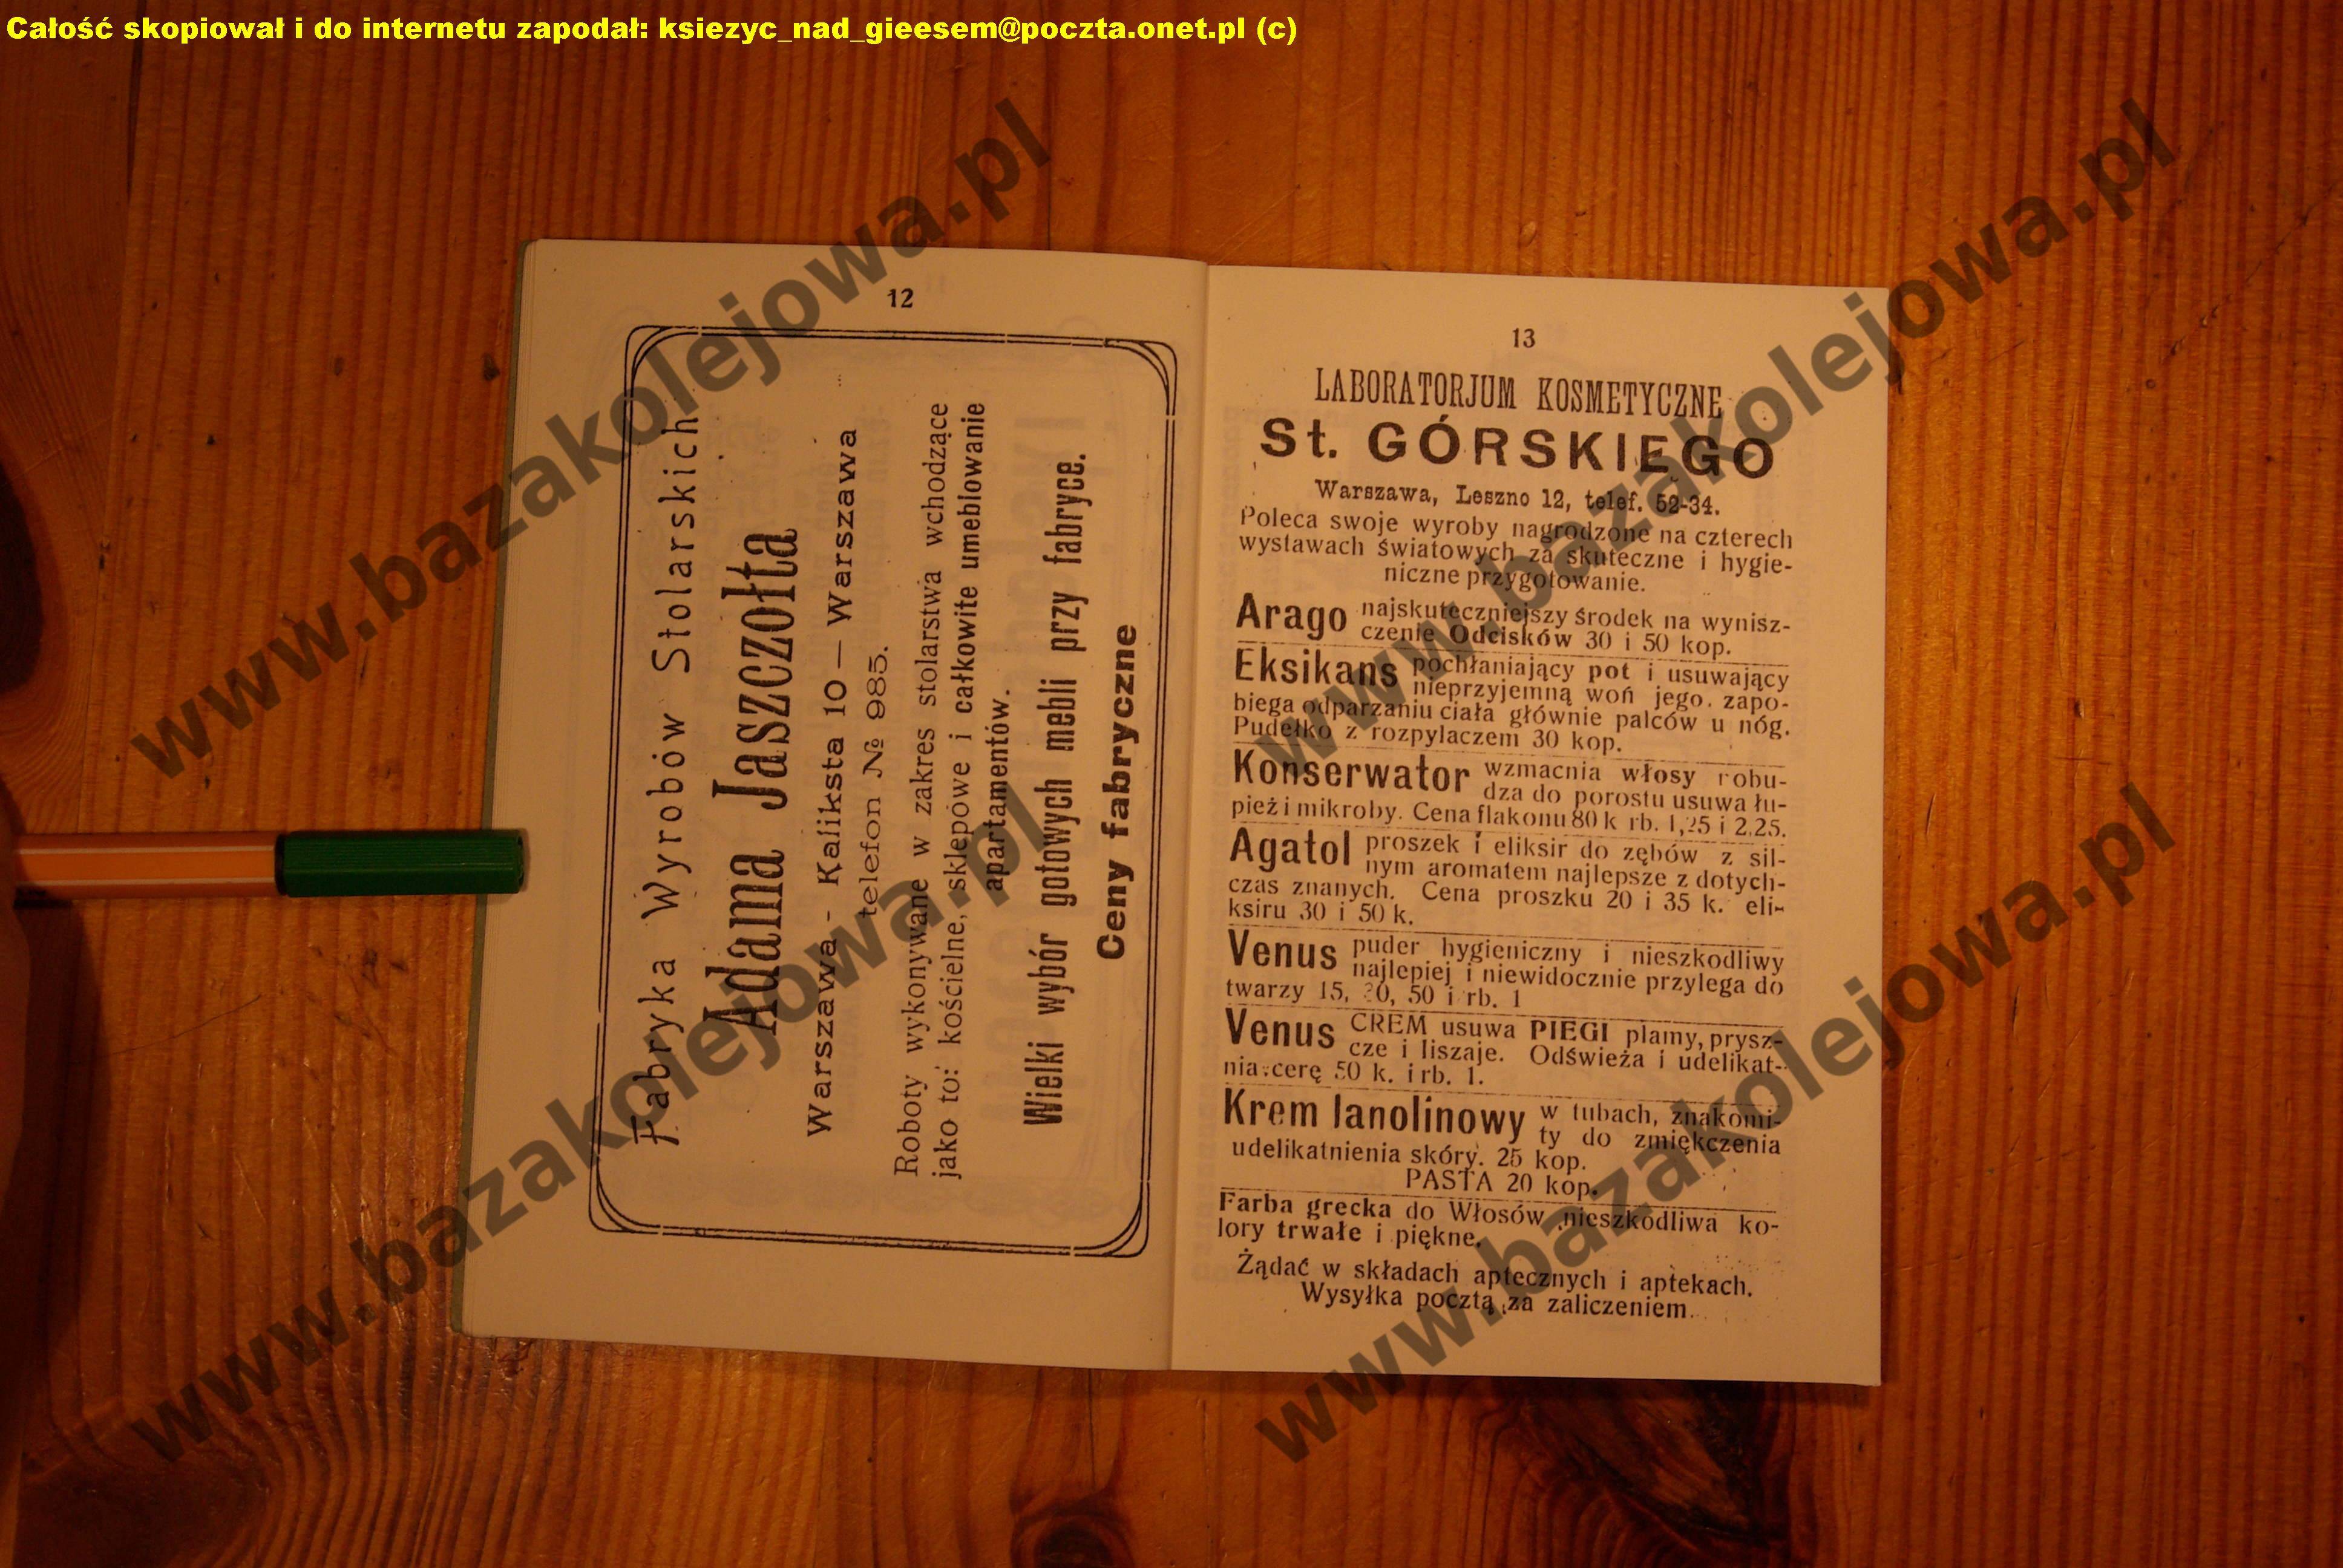 Całość skopiował i do internetu zapodał: ksiezyc_nad_gieesem@poczta.onet.pl (c)
12
Fabryka Wyrobów Stolarskich
Adama Jaszczołta
Warszawa - Kaliksta 10 — Warszawa
telefon № 985.
Roboty wykonywane w zakres stolarstwa wchodzące
jako to: kościelne, sklepowe i całkowite umeblowanie
apartamentów.
Wielki wybór gotowych mebli przy fabryce.
Ceny fabryczne
13
LABORATORJUM KOSMETYCZNE
St. GÓRSKIEGO
Warszawa, Leszno 12, telef. 52-34.
Poleca swoje wyroby nagrodzone na czterech
wystawach światowych za skuteczne i hygie-
niczne przygotowanie.
Arago najskuteczniejszy środek na wynisz-
czenie Odcisków 30 i 50 kop.
Eksikans pochłaniający pot i usuwający
nieprzyjemną woń jego. zapo-
biega odparzaniu ciała głównie palców u nóg.
Pudełko z rozpylaczem 30 kop.
Konserwator wzmacnia włosy robu-
dza do porostu usuwa łu-
pież i mikroby. Cena flakonu 80 k rb. 1,25 i 2.25.
Agatol proszek i eliksir do zębów z sil-
nym aromatem najlepsze z dotych-
czas znanych. Cena proszku 20 i 35 k. eli-
ksiru 30 i 50 k.
Venus puder hygieniczny i nieszkodliwy
najlepiej i niewidocznie przylega do
twarzy 15, 30, 50 i rb. 1
Venus CREM usuwa PIEGI plamy, prysz-
cze i liszaje. Odświeża i udelikat-
nia cerę 50 k. i rb. 1.
Krem lanolinowy w tubach, znakomi-
ty do zmiękczenia
udelikatnienia skóry. 25 kop.
PASTA 20 kop.
Farba grecka do Włosów nieszkodliwa ko-
lory trwałe i piękne.
Żądać w składach aptecznych i aptekach.
Wysyłka pocztą za zaliczeniem.
www.bazakolejowa.pl
www.bazakolejowa.pl
www.bazakolejowa.pl
www.bazakolejowa.pl